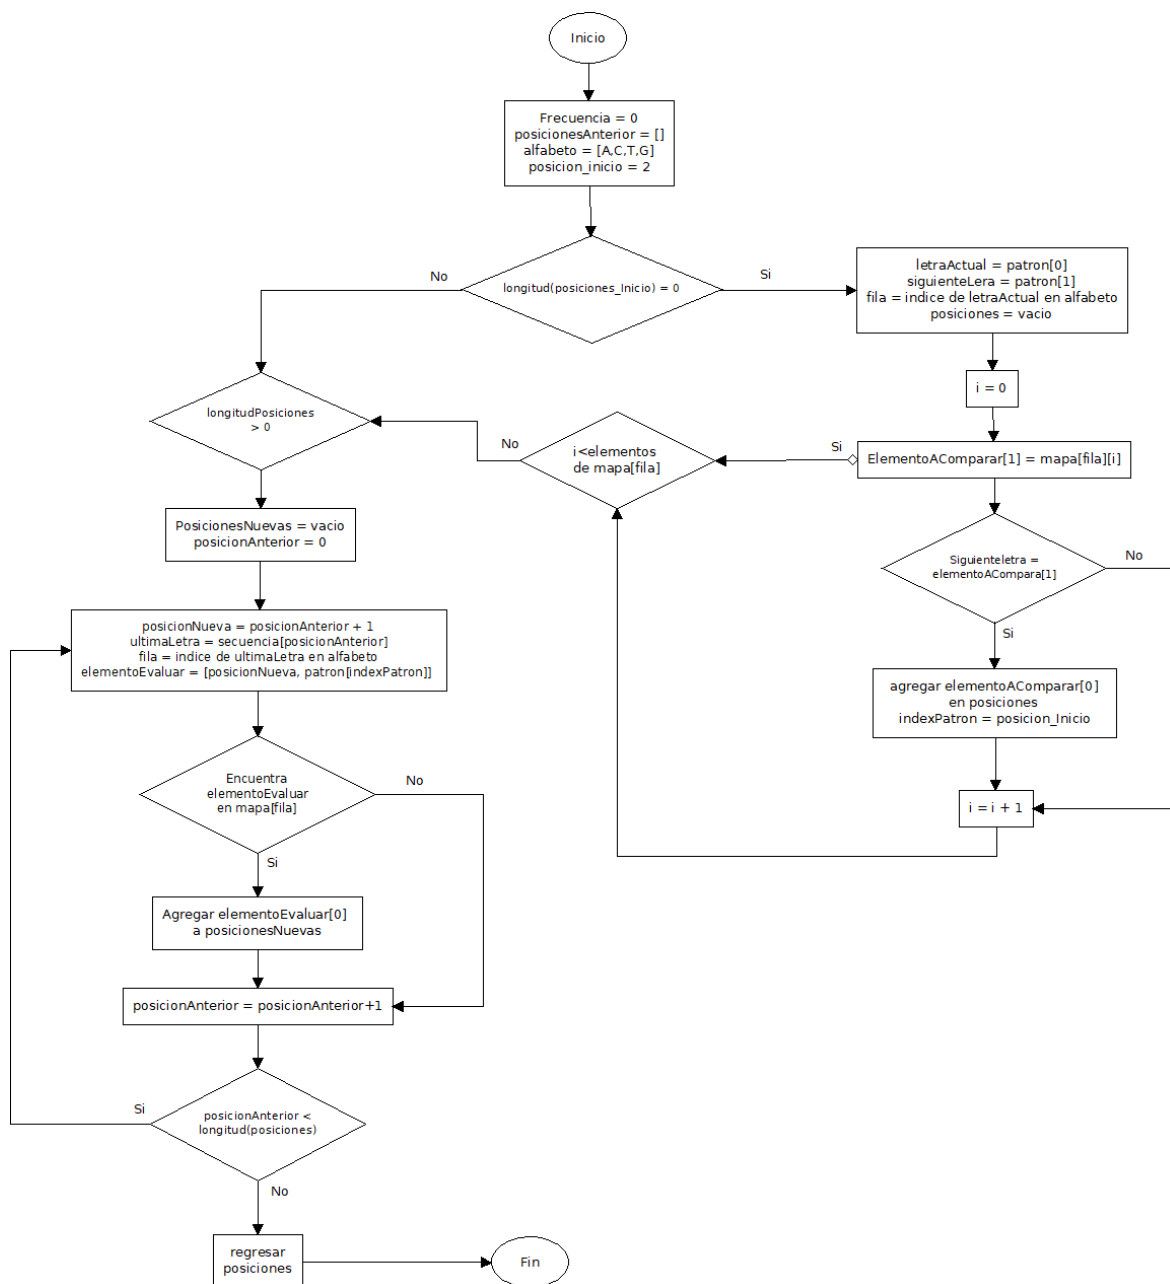 Inicio
Frecuencia = 0
posicionesAnterior = []
alfabeto = [A,C,T,G]
posicion_inicio = 2
longitud(posiciones_Inicio) = 0
No
Si
letraActual = patron[0]
siguienteLera = patron[1]
fila = indice de letraActual en alfabeto
posiciones = vacio
i = 0
ElementoAComparar[1] = mapa[fila][i]
Si
i<elementos
de mapa[fila]
No
longitudPosiciones
> 0
Siguienteletra =
elementoACompara[1]
No
Si
agregar elementoAComparar[0]
en posiciones
indexPatron = posicion_Inicio
i = i + 1
PosicionesNuevas = vacio
posicionAnterior = 0
posicionNueva = posicionAnterior + 1
ultimaLetra = secuencia[posicionAnterior]
fila = indice de ultimaLetra en alfabeto
elementoEvaluar = [posicionNueva, patron[indexPatron]]
Encuentra
elementoEvaluar
en mapa[fila]
No
Si
Agregar elementoEvaluar[0]
a posicionesNuevas
posicionAnterior = posicionAnterior+1
posicionAnterior <
longitud(posiciones)
Si
No
regresar
posiciones
Fin